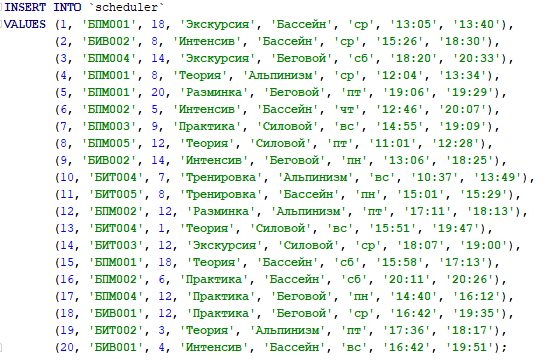 INSERT INTO `scheduler`
VALUES (1, 'БПМ001', 18, 'Экскурсия', 'Бассейн', 'ср', '13:05', '13:40'),
(2, 'БИВ002', 8, 'Интенсив', 'Бассейн', 'ср', '15:26', '18:30'),
(3, 'БПМ004', 14, 'Экскурсия', 'Беговой', 'сб', '18:20', '20:33'),
(4, 'БПМ001', 8, 'Теория', 'Альпинизм', 'ср', '12:04', '13:34'),
(5, 'БПМ001', 20, 'Разминка', 'Беговой', 'пт', '19:06', '19:29'),
(6, 'БПМ002', 5, 'Интенсив', 'Бассейн', 'чт', '12:46', '20:07'),
(7, 'БПМ003', 9, 'Практика', 'Силовой', 'вс', '14:55', '19:09'),
(8, 'БПМ005', 12, 'Теория', 'Силовой', 'пт', '11:01', '12:28'),
(9, 'БИВ002', 14, 'Интенсив', 'Беговой', 'пн', '13:06', '18:25'),
(10, 'БИТ004', 7, 'Тренировка', 'Альпинизм', 'вс', '10:37', '13:49'),
(11, 'БИТ005', 8, 'Тренировка', 'Бассейн', 'пн', '15:01', '15:29'),
(12, 'БПМ002', 12, 'Разминка', 'Альпинизм', 'пт', '17:11', '18:13'),
(13, 'БИТ004', 1, 'Теория', 'Силовой', 'вс', '15:51', '19:47'),
(14, 'БИТ003', 12, 'Экскурсия', 'Силовой', 'ср', '18:07', '19:00'),
(15, 'БПМ001', 18, 'Теория', 'Бассейн', 'сб', '15:58', '17:13'),
(16, 'БПМ002', 6, 'Практика', 'Бассейн', 'сб', '20:11', '20:26'),
(17, 'БПМ004', 12, 'Практика', 'Беговой', 'пн', '14:40', '16:12'),
(18, 'БИВ001', 12, 'Практика', 'Беговой', 'ср', '16:42', '19:35'),
(19, 'БИТ002', 3, 'Теория', 'Альпинизм', 'пт', '17:36', '18:17'),
(20, 'БИВ001', 4, 'Интенсив', 'Бассейн', 'вс', '16:42', '19:51');